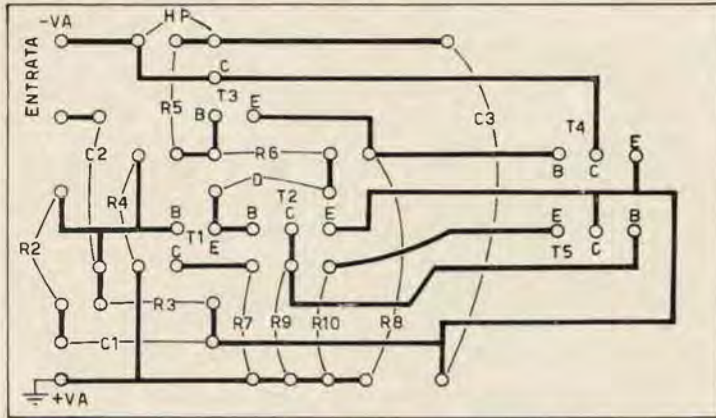 -VA HP
ENTRATA
C
T3
R5 B E
C3
T4
C2 R6 B C E
D
R4 B T2 E E B
R2 T1 B C
C E T5 C
R3
C1 R7 R9 R10 R8
+VA